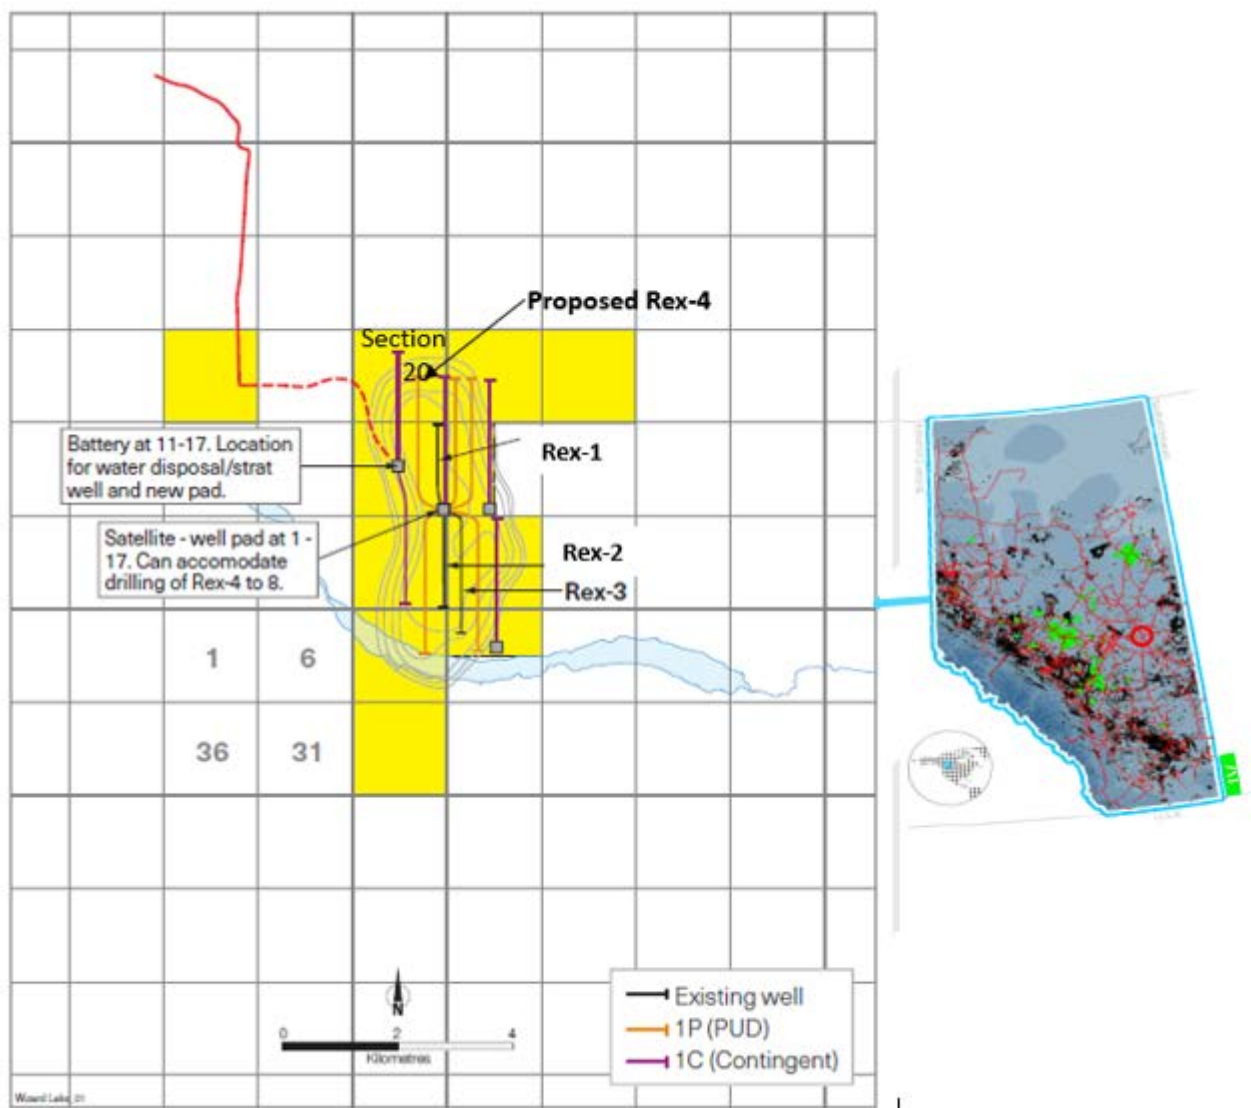 Proposed Rex-4
Section
20
Rex-1
Battery at 11-17. Location
for water disposal/strat
well and new pad.
Satellite - well pad at 1 -
17. Can accomodate
drilling of Rex-4 to 8.
Rex-2
Rex-3
1
6
36
31
N
0
2
4
Kilometres
Existing well
1P (PUD)
1C (Contingent)
Wizard Lake_01